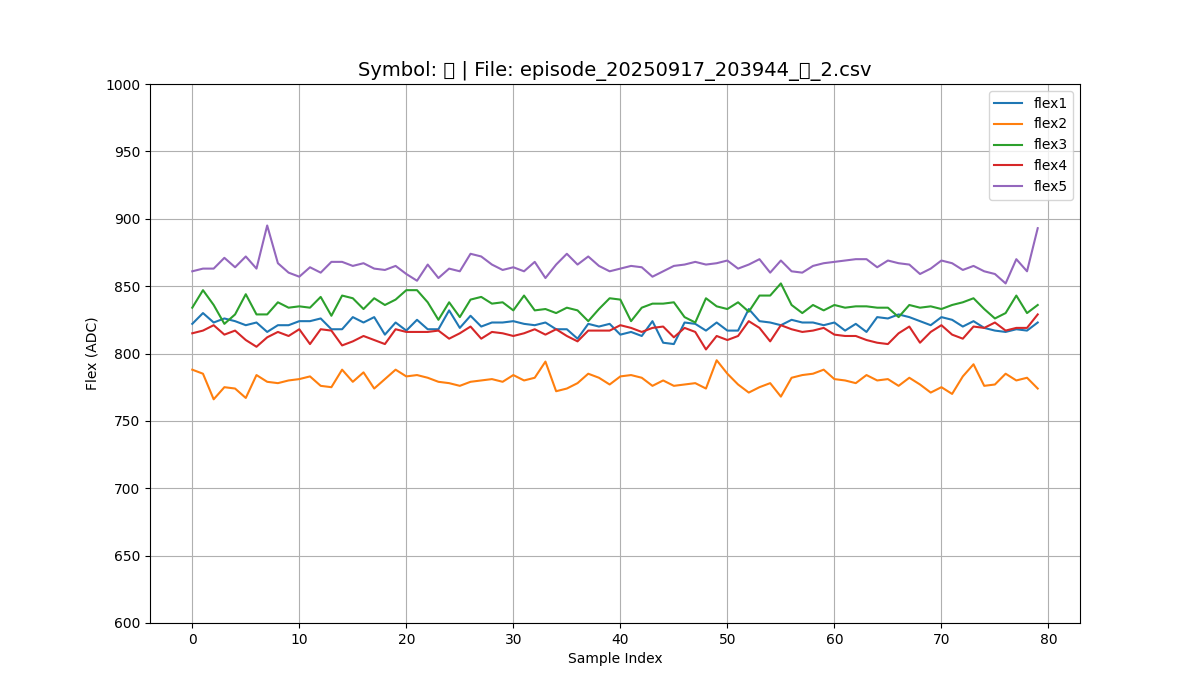 Symbol: | File: episode_20250917_203944_ _2.csv
1000
950
900
850
800
750
700
650
600
Flex (ADC)
0 10 20 30 40 50 60 70 80
Sample Index
flex1
flex2
flex3
flex4
flex5